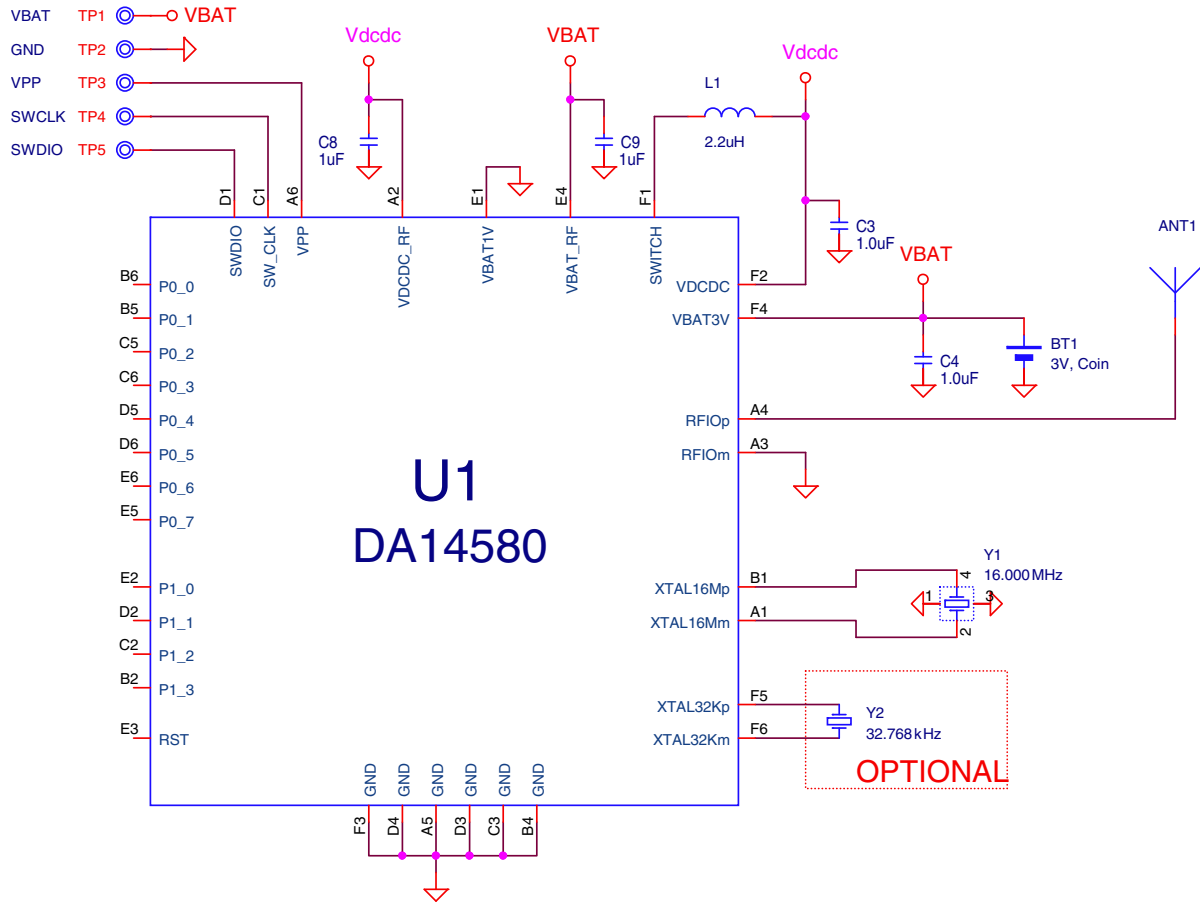 VBAT TP1 VBAT
GND TP2
VPP TP3
SWCLK TP4
SWDIO TP5
Vdcdc
VBAT
Vdcdc
L1
2.2uH
C8
1uF
C9
1uF
C3
1.0uF
D1
C1
A6
A2
E1
E4
F1
SWDIO
SW_CLK
VPP
VDCDC_RF
VBAT1V
VBAT_RF
SWITCH
ANT1
VBAT
B6 P0_0
B5 P0_1
C5 P0_2
C6 P0_3
D5 P0_4
D6 P0_5
E6 P0_6
E5 P0_7
E2 P1_0
D2 P1_1
C2 P1_2
B2 P1_3
E3 RST
U1
DA14580
VDCDC F2
VBAT3V F4
C4
1.0uF
BT1
3V, Coin
RFIOp A4
RFIOm A3
XTAL16Mp B1
XTAL16Mm A1
Y1
16.000MHz
4
1
3
2
XTAL32Kp F5
XTAL32Km F6
Y2
32.768kHz
OPTIONAL
GND
GND
GND
GND
GND
GND
F3
D4
A5
D3
C3
B4